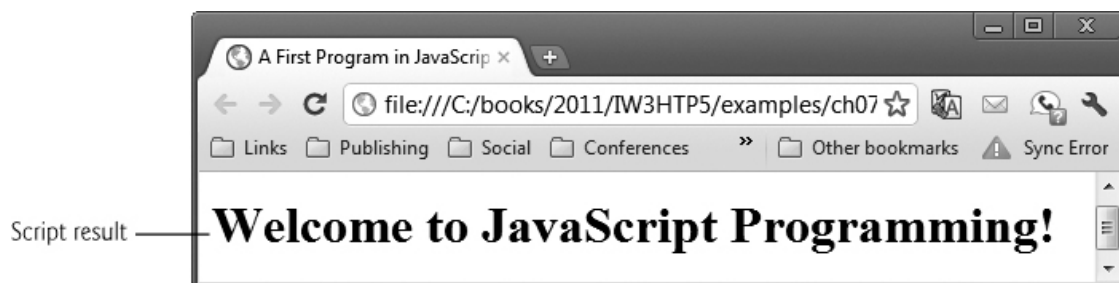 A First Program in JavaScrip
file:///C:/books/2011/IW3HTP5/examples/ch07
Links Publishing Social Conferences » Other bookmarks Sync Error
Script result
Welcome to JavaScript Programming!